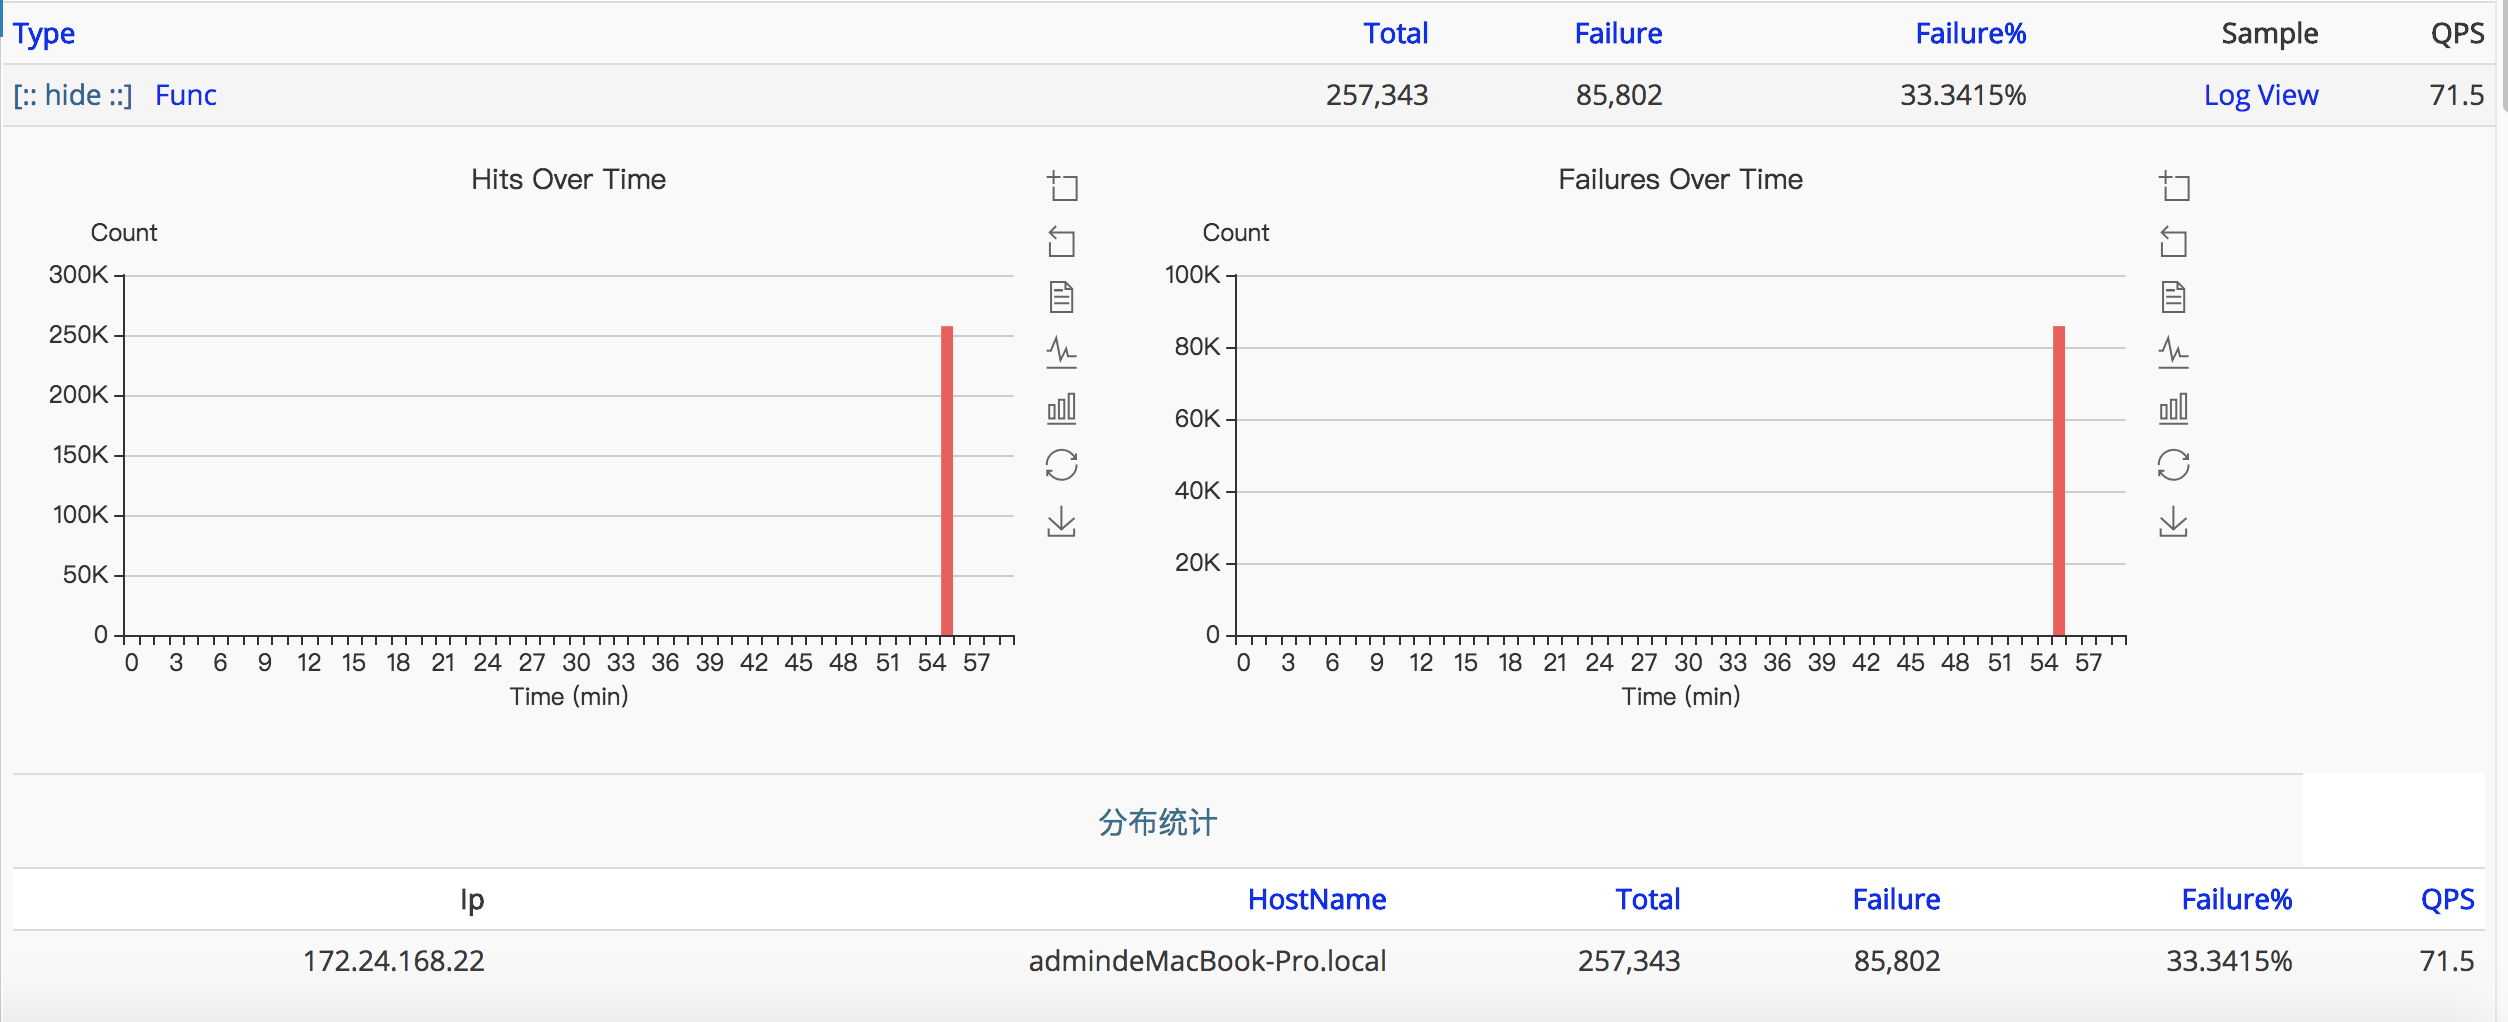 Type Total Failure Failure% Sample QPS
[:: hide ::] Func 257,343 85,802 33.3415% Log View 71.5
Hits Over Time
Count
300K
250K
200K
150K
100K
50K
0
0 3 6 9 12 15 18 21 24 27 30 33 36 39 42 45 48 51 54 57
Time (min)
Failures Over Time
Count
100K
80K
60K
40K
20K
0
0 3 6 9 12 15 18 21 24 27 30 33 36 39 42 45 48 51 54 57
Time (min)
分布统计
Ip HostName Total Failure Failure% QPS
172.24.168.22 admindeMacBook-Pro.local 257,343 85,802 33.3415% 71.5